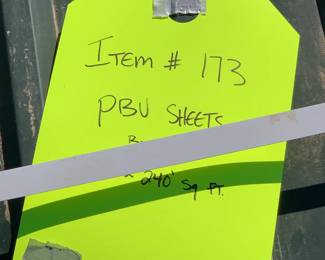 ITEM # 173
PBU SHEETS
~ 240' SQ FT.